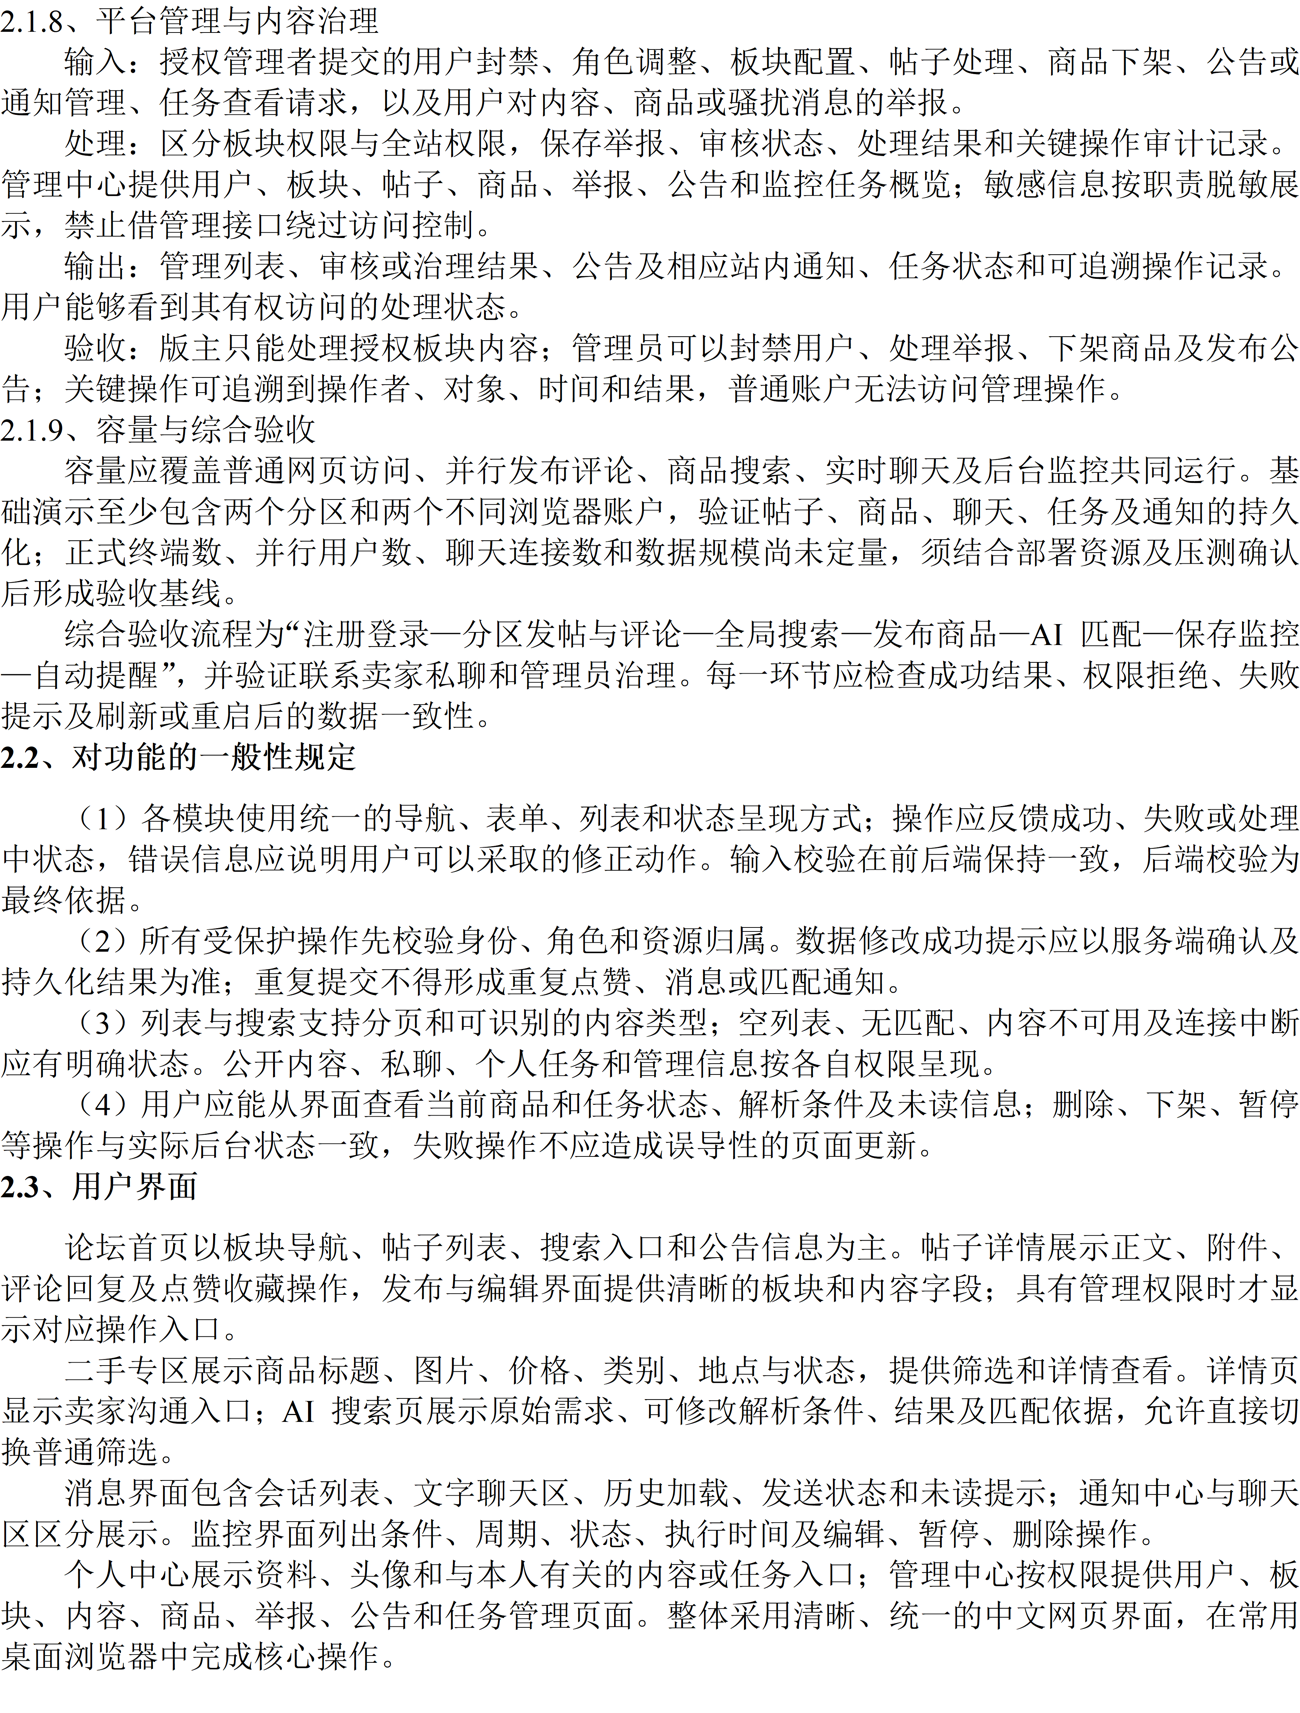 2.1.8、平台管理与内容治理
输入：授权管理者提交的用户封禁、角色调整、板块配置、帖子处理、商品下架、公告或
通知管理、任务查看请求，以及用户对内容、商品或骚扰消息的举报。
处理：区分板块权限与全站权限，保存举报、审核状态、处理结果和关键操作审计记录。
管理中心提供用户、板块、帖子、商品、举报、公告和监控任务概览；敏感信息按职责脱敏展
示，禁止借管理接口绕过访问控制。
输出：管理列表、审核或治理结果、公告及相应站内通知、任务状态和可追溯操作记录。
用户能够看到其有权访问的处理状态。
验收：版主只能处理授权板块内容；管理员可以封禁用户、处理举报、下架商品及发布公
告；关键操作可追溯到操作者、对象、时间和结果，普通账户无法访问管理操作。
2.1.9、容量与综合验收
容量应覆盖普通网页访问、并行发布评论、商品搜索、实时聊天及后台监控共同运行。基
础演示至少包含两个分区和两个不同浏览器账户，验证帖子、商品、聊天、任务及通知的持久
化；正式终端数、并行用户数、聊天连接数和数据规模尚未定量，须结合部署资源及压测确认
后形成验收基线。
综合验收流程为“注册登录—分区发帖与评论—全局搜索—发布商品—AI 匹配—保存监控
—自动提醒”，并验证联系卖家私聊和管理员治理。每一环节应检查成功结果、权限拒绝、失败
提示及刷新或重启后的数据一致性。
2.2、对功能的一般性规定
（1）各模块使用统一的导航、表单、列表和状态呈现方式；操作应反馈成功、失败或处理
中状态，错误信息应说明用户可以采取的修正动作。输入校验在前后端保持一致，后端校验为
最终依据。
（2）所有受保护操作先校验身份、角色和资源归属。数据修改成功提示应以服务端确认及
持久化结果为准；重复提交不得形成重复点赞、消息或匹配通知。
（3）列表与搜索支持分页和可识别的内容类型；空列表、无匹配、内容不可用及连接中断
应有明确状态。公开内容、私聊、个人任务和管理信息按各自权限呈现。
（4）用户应能从界面查看当前商品和任务状态、解析条件及未读信息；删除、下架、暂停
等操作与实际后台状态一致，失败操作不应造成误导性的页面更新。
2.3、用户界面
论坛首页以板块导航、帖子列表、搜索入口和公告信息为主。帖子详情展示正文、附件、
评论回复及点赞收藏操作，发布与编辑界面提供清晰的板块和内容字段；具有管理权限时才显
示对应操作入口。
二手专区展示商品标题、图片、价格、类别、地点与状态，提供筛选和详情查看。详情页
显示卖家沟通入口；AI 搜索页展示原始需求、可修改解析条件、结果及匹配依据，允许直接切
换普通筛选。
消息界面包含会话列表、文字聊天区、历史加载、发送状态和未读提示；通知中心与聊天
区区分展示。监控界面列出条件、周期、状态、执行时间及编辑、暂停、删除操作。
个人中心展示资料、头像和与本人有关的内容或任务入口；管理中心按权限提供用户、板
块、内容、商品、举报、公告和任务管理页面。整体采用清晰、统一的中文网页界面，在常用
桌面浏览器中完成核心操作。